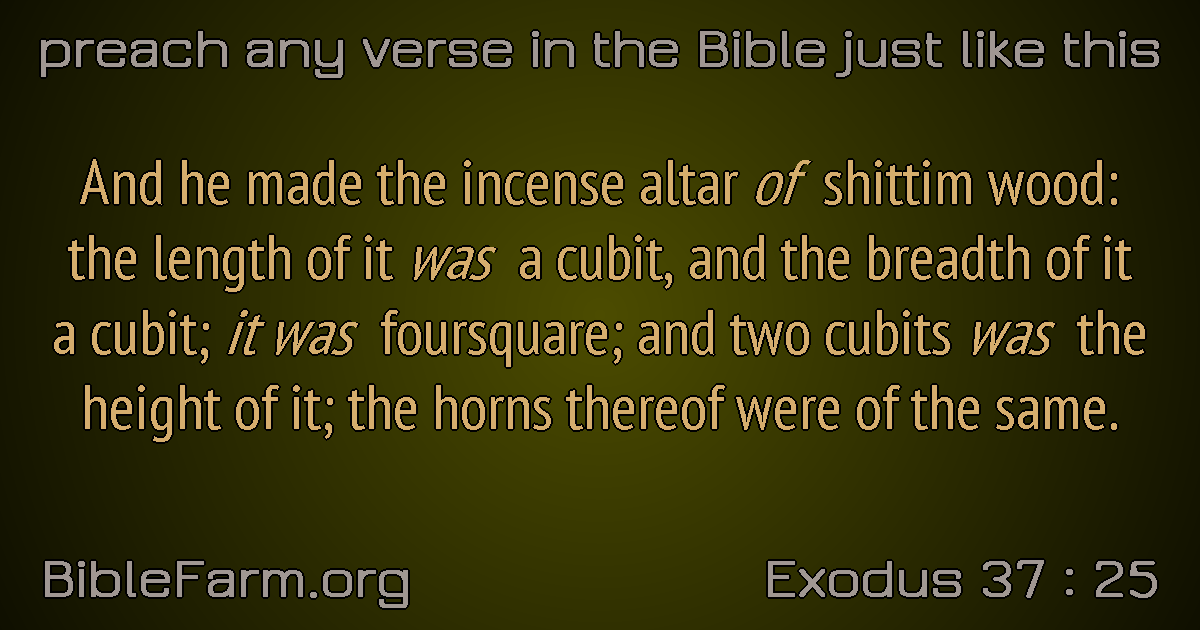 preach any verse in the Bible just like this
And he made the incense altar of shittim wood:
the length of it was a cubit, and the breadth of it
a cubit; it was foursquare; and two cubits was the
height of it; the horns thereof were of the same.
BibleFarm.org
Exodus 37 : 25